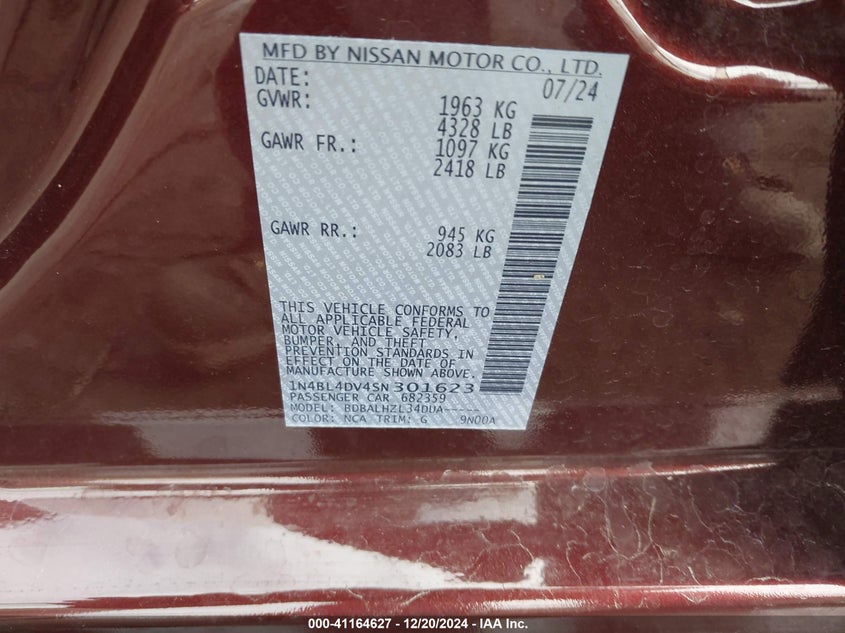 MFD BY NISSAN MOTOR CO., LTD.
DATE: 07/24
GVWR: 1963 KG
4328 LB
GAWR FR.: 1097 KG
2418 LB
GAWR RR.: 945 KG
2083 LB
THIS VEHICLE CONFORMS TO
ALL APPLICABLE FEDERAL
MOTOR VEHICLE SAFETY,
BUMPER, AND THEFT
PREVENTION STANDARDS IN
EFFECT ON THE DATE OF
MANUFACTURE SHOWN ABOVE.
1N4BL4DV4SN301623
PASSENGER CAR 682359
MODEL: BDBALHZL34DUA----
COLOR: NCA TRIM: G 9N00A
000-41164627 - 12/20/2024 - IAA Inc.